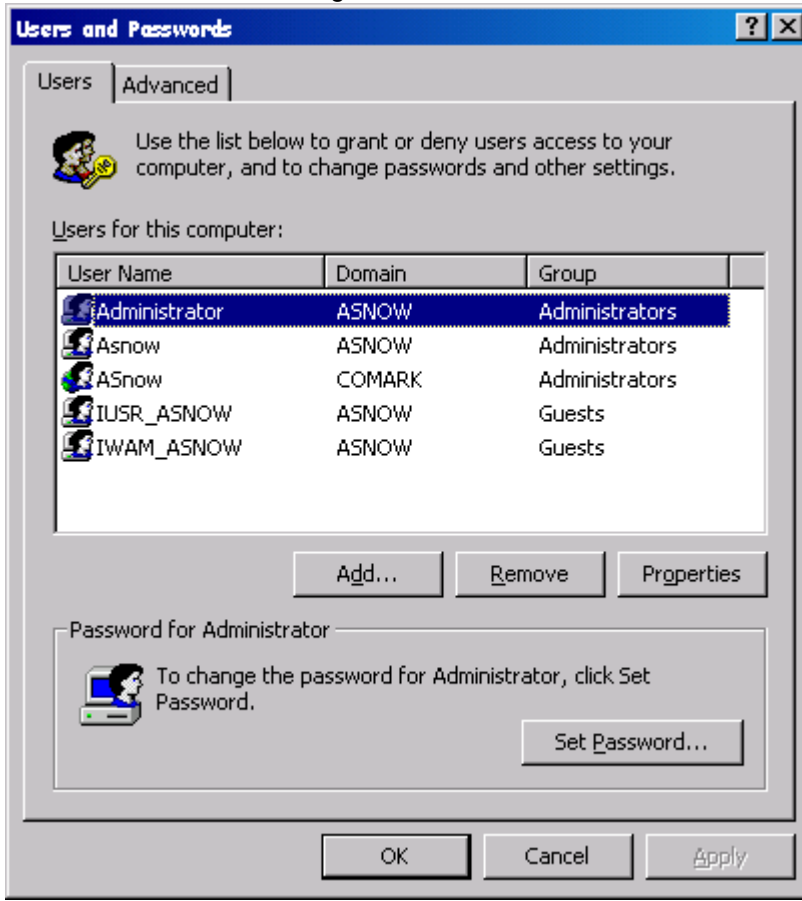 Users and Passwords
Users Advanced
Use the list below to grant or deny users access to your
computer, and to change passwords and other settings.
Users for this computer:
User Name Domain Group
Administrator ASNOW Administrators
Asnow ASNOW Administrators
ASnow COMARK Administrators
IUSR_ASNOW ASNOW Guests
IWAM_ASNOW ASNOW Guests
Add... Remove Properties
Password for Administrator
To change the password for Administrator, click Set
Password.
Set Password...
OK Cancel Apply